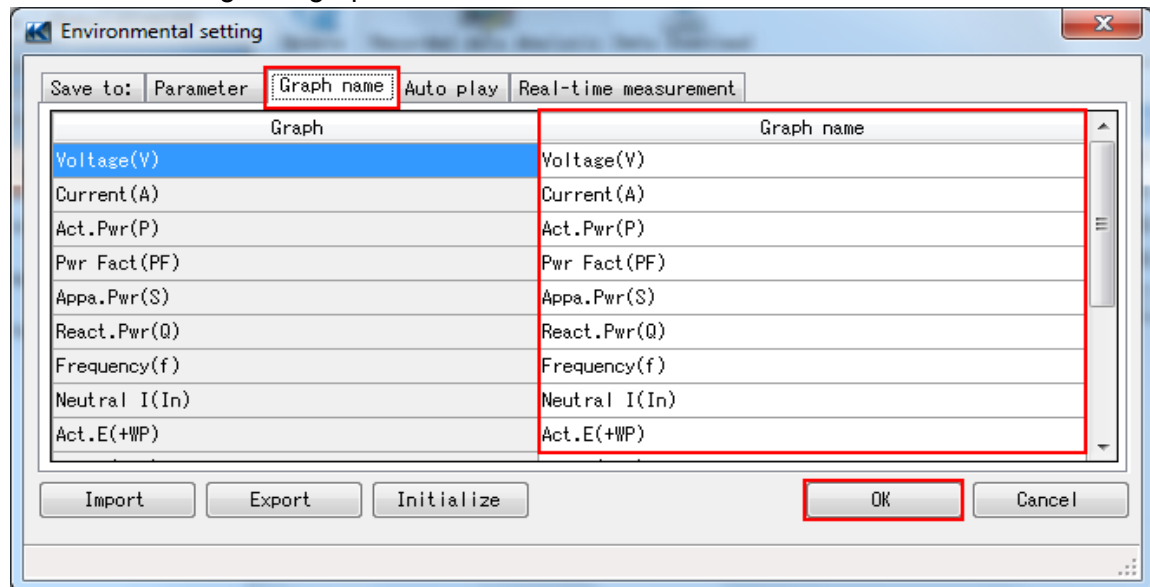 Environmental setting
Save to: Parameter Graph name Auto play Real-time measurement
Graph Graph name
Voltage(V) Voltage(V)
Current(A) Current(A)
Act.Pwr(P) Act.Pwr(P)
Pwr Fact(PF) Pwr Fact(PF)
Appa.Pwr(S) Appa.Pwr(S)
React.Pwr(Q) React.Pwr(Q)
Frequency(f) Frequency(f)
Neutral I(In) Neutral I(In)
Act.E(+WP) Act.E(+WP)
Import Export Initialize OK Cancel